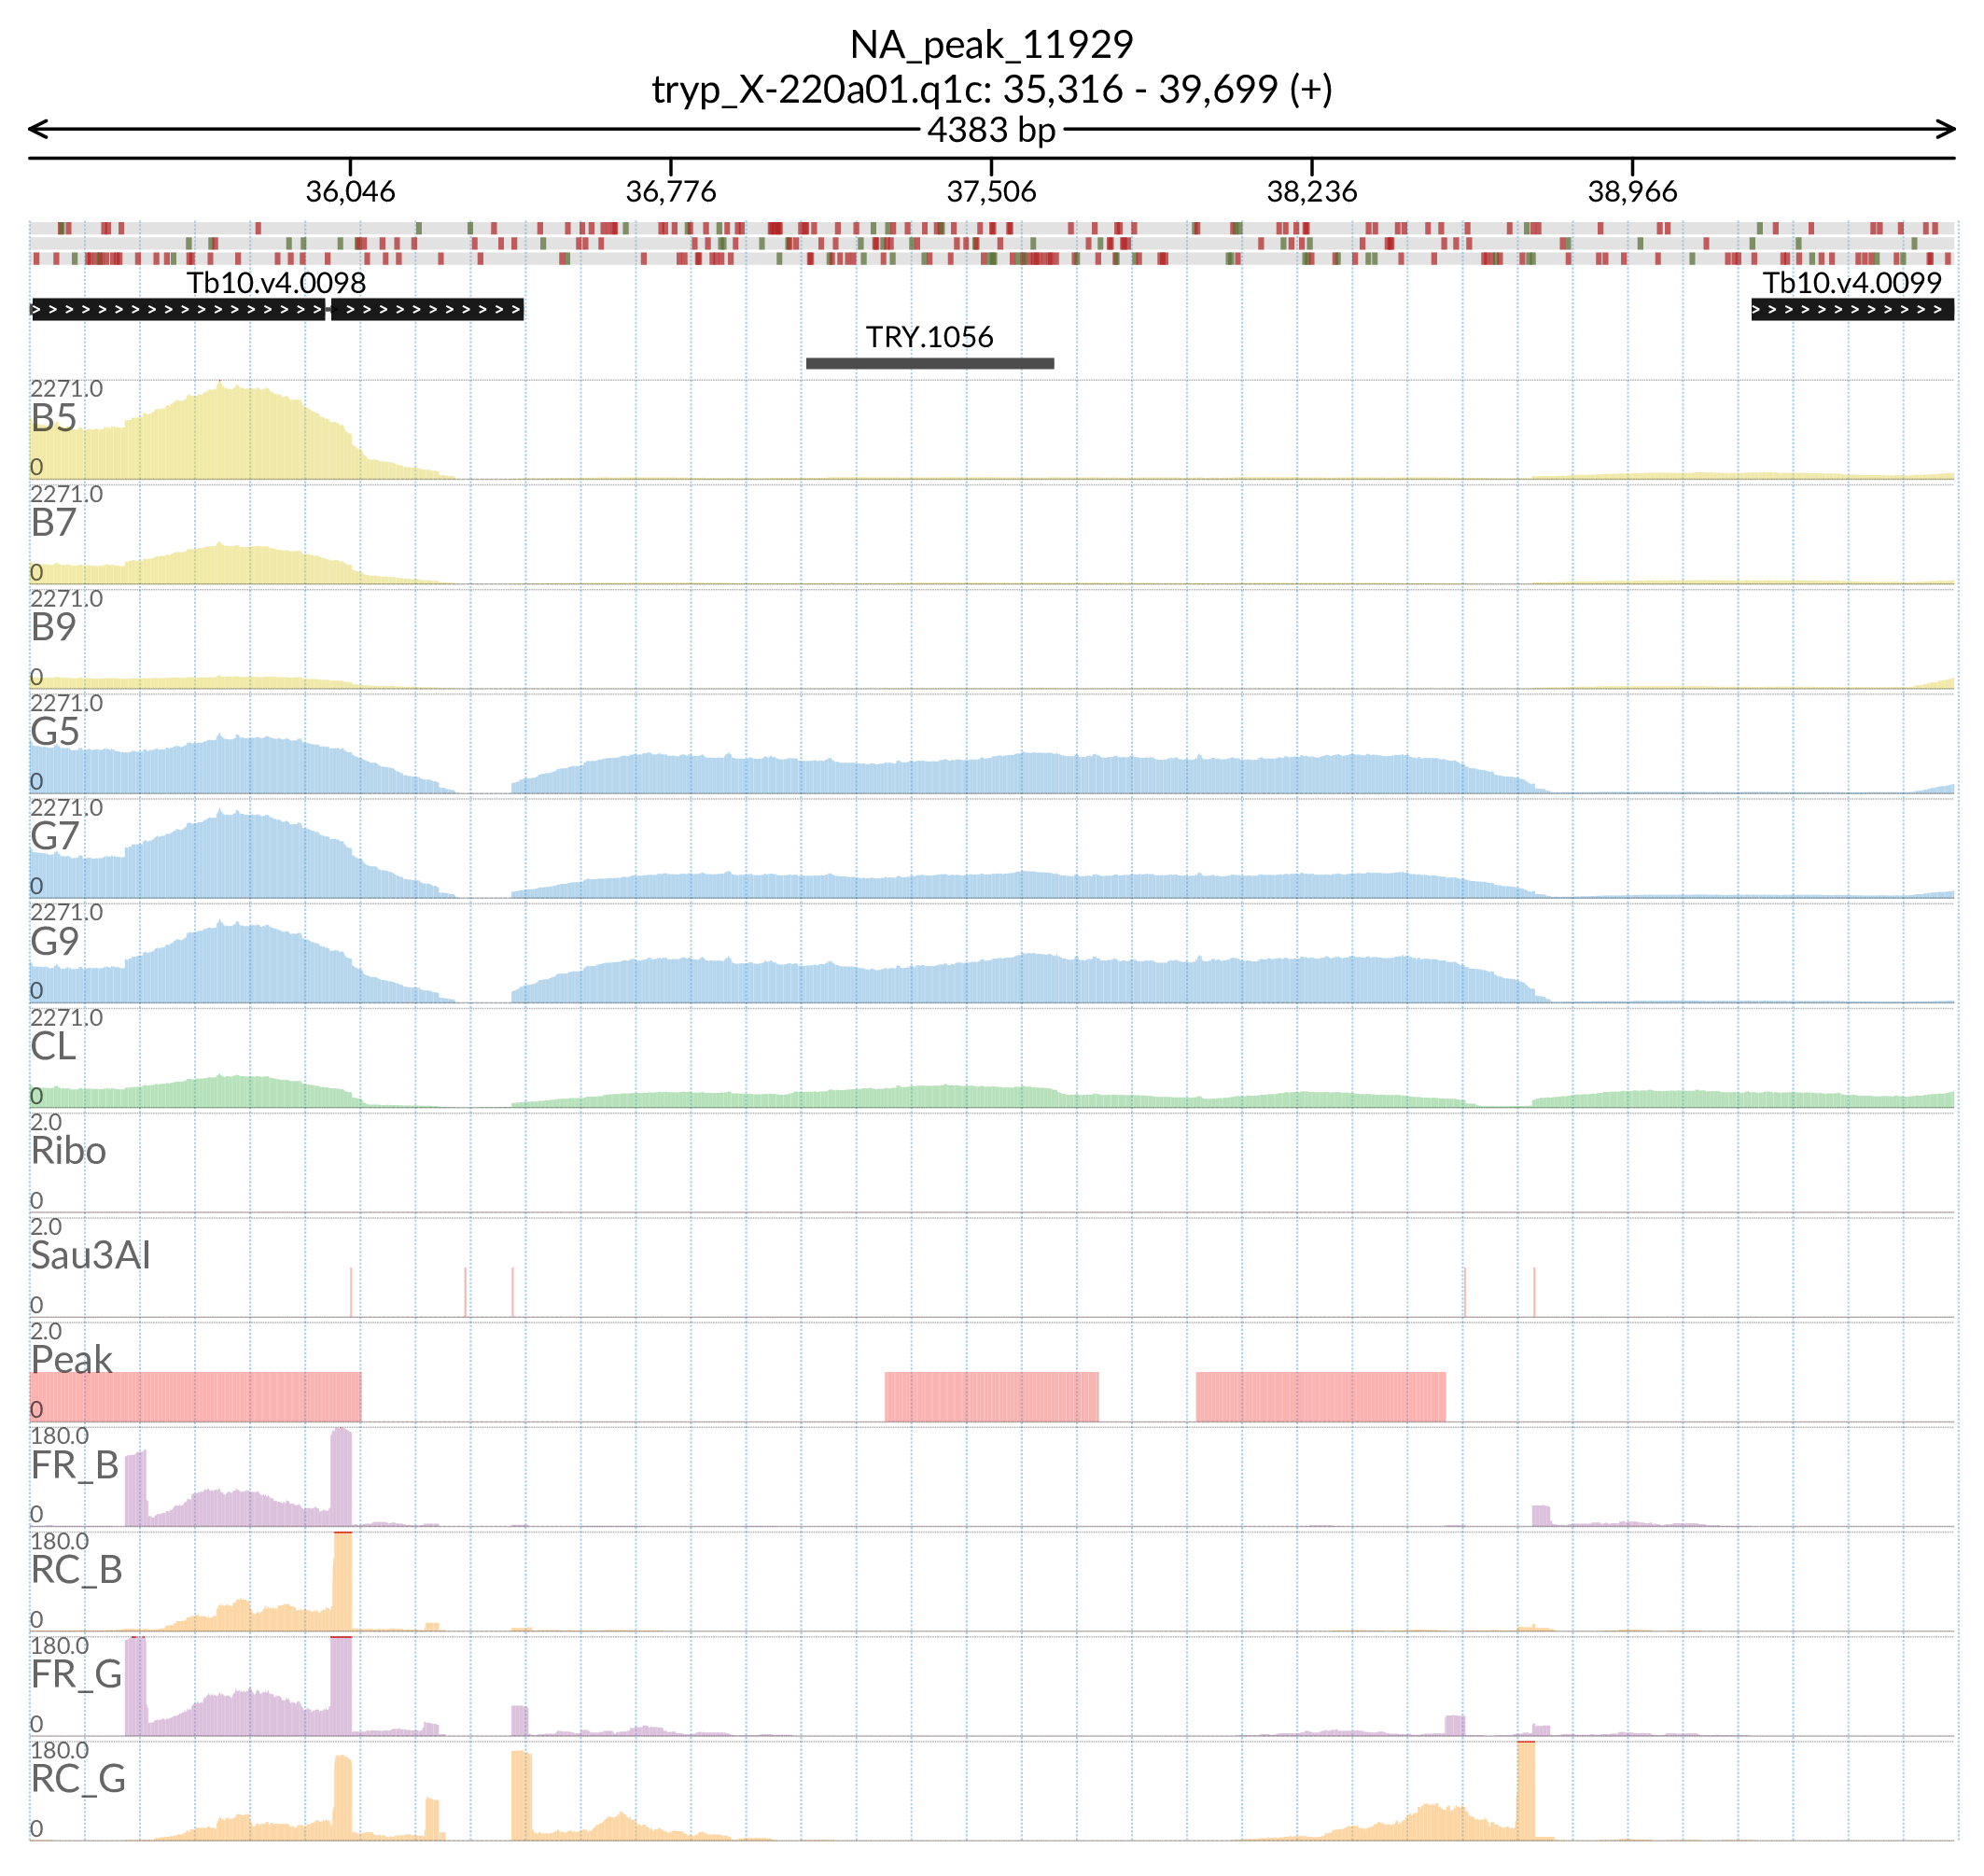 NA_peak_11929
tryp_X-220a01.q1c: 35,316 - 39,699 (+)
4383 bp
36,046 36,776 37,506 38,236 38,966
Tb10.v4.0098 Tb10.v4.0099
TRY.1056
2271.0
B5
0
2271.0
B7
0
2271.0
B9
0
2271.0
G5
0
2271.0
G7
0
2271.0
G9
0
2271.0
CL
0
2.0
Ribo
0
2.0
Sau3AI
0
2.0
Peak
0
180.0
FR_B
0
180.0
RC_B
0
180.0
FR_G
0
180.0
RC_G
0